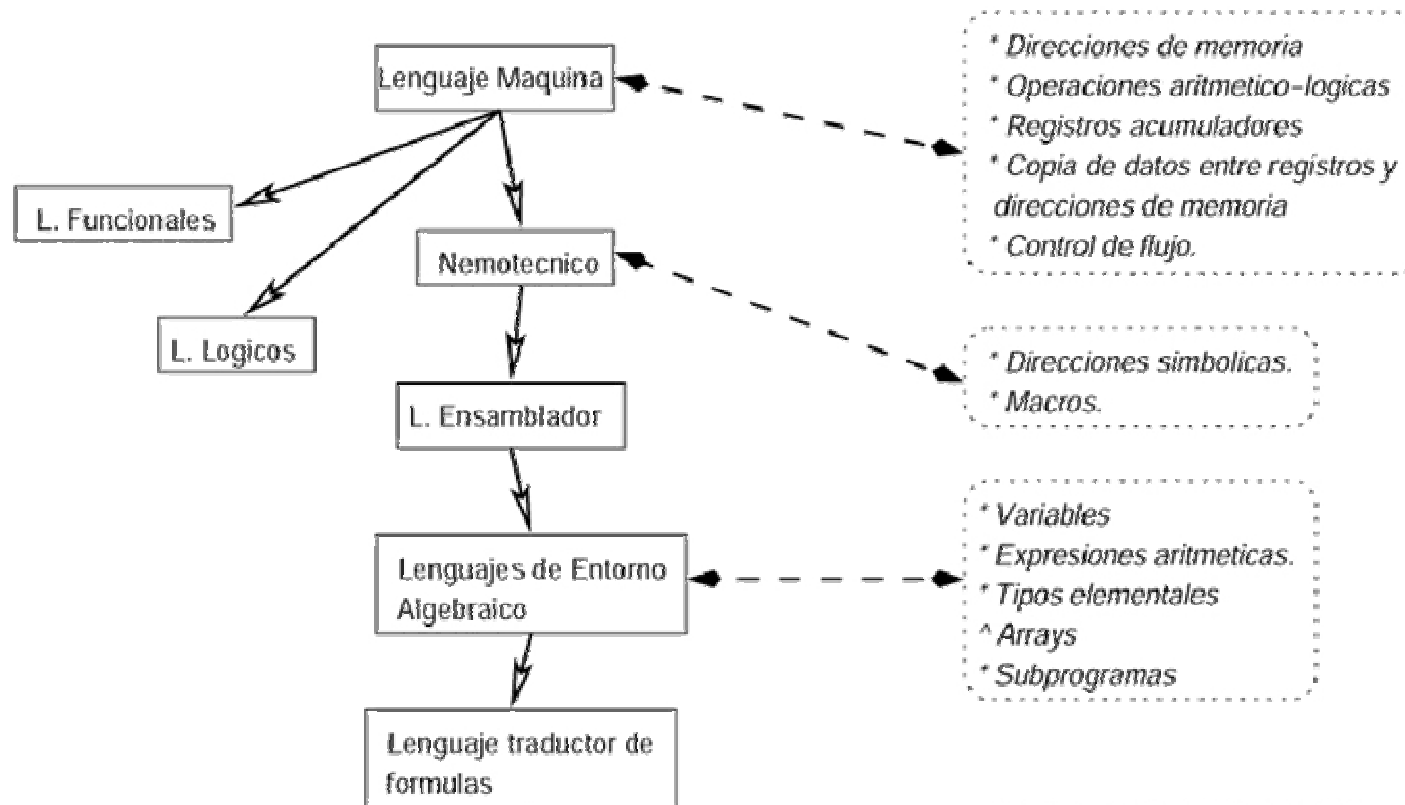 Lenguaje Maquina
L. Funcionales
Nemotecnico
L. Logicos
L. Ensamblador
Lenguajes de Entorno
Algebraico
Lenguaje traductor de
formulas
* Direcciones de memoria
* Operaciones aritmetico-logicas
* Registros acumuladores
* Copia de datos entre registros y
direcciones de memoria
* Control de flujo.
* Direcciones simbolicas.
* Macros.
* Variables
* Expresiones aritmeticas.
* Tipos elementales
^ Arrays
* Subprogramas